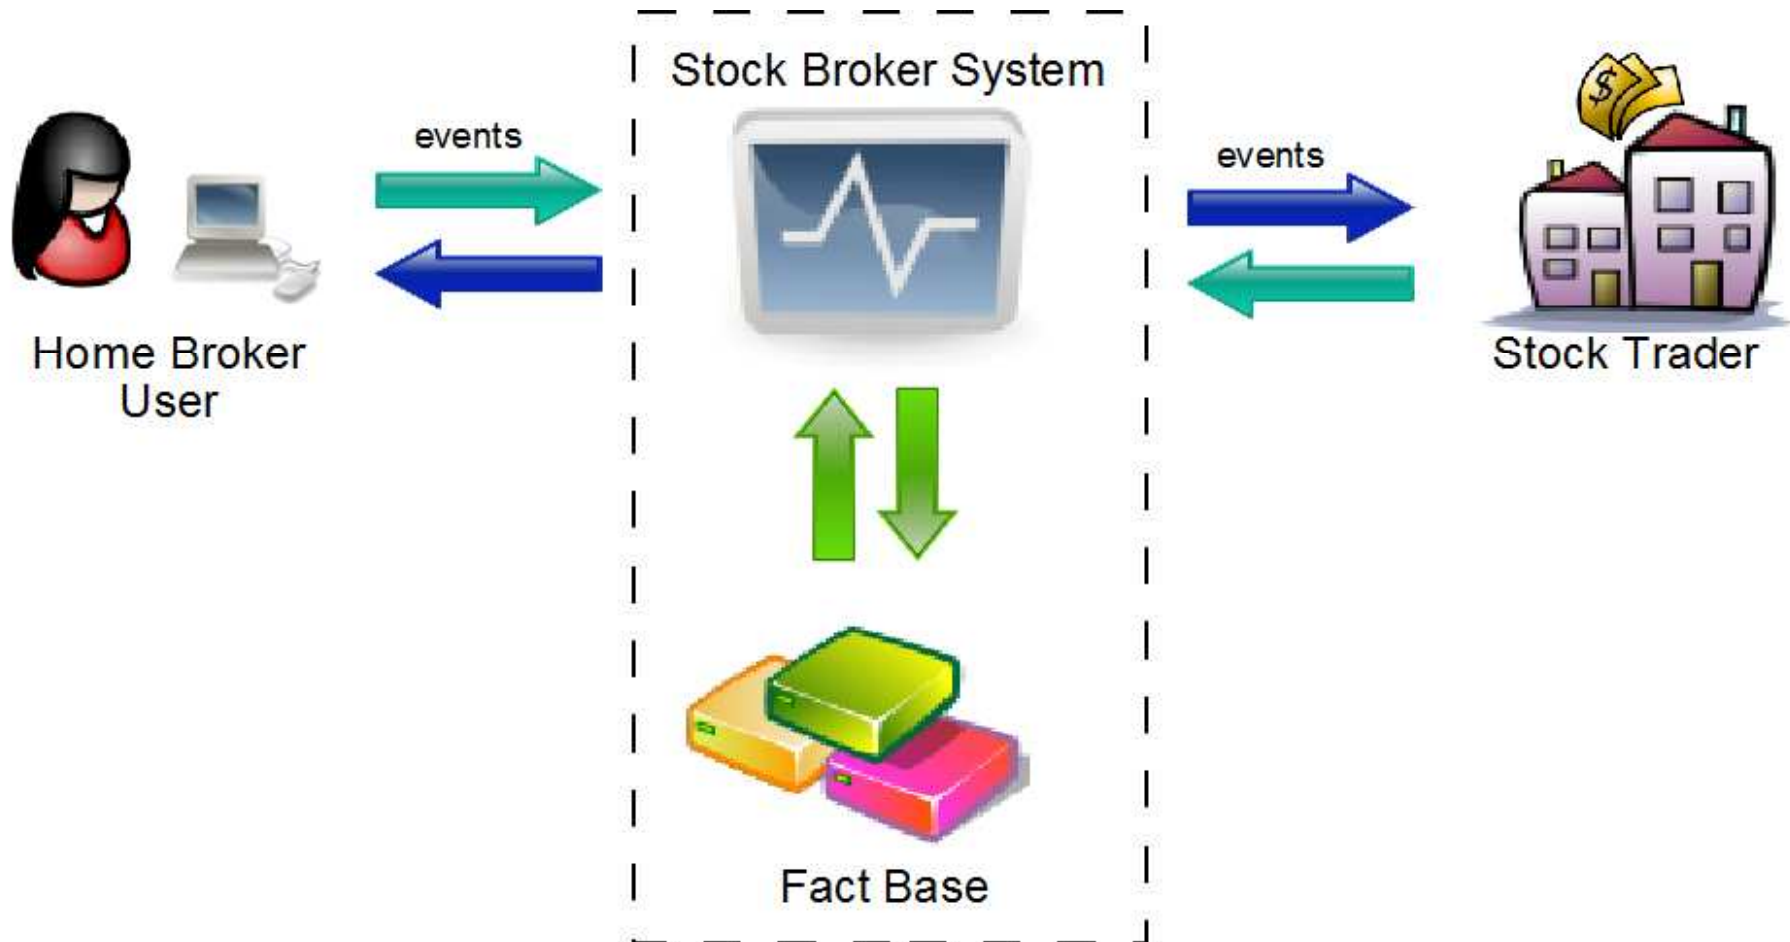 Stock Broker System
events
events
$
Home Broker
User
Stock Trader
Fact Base